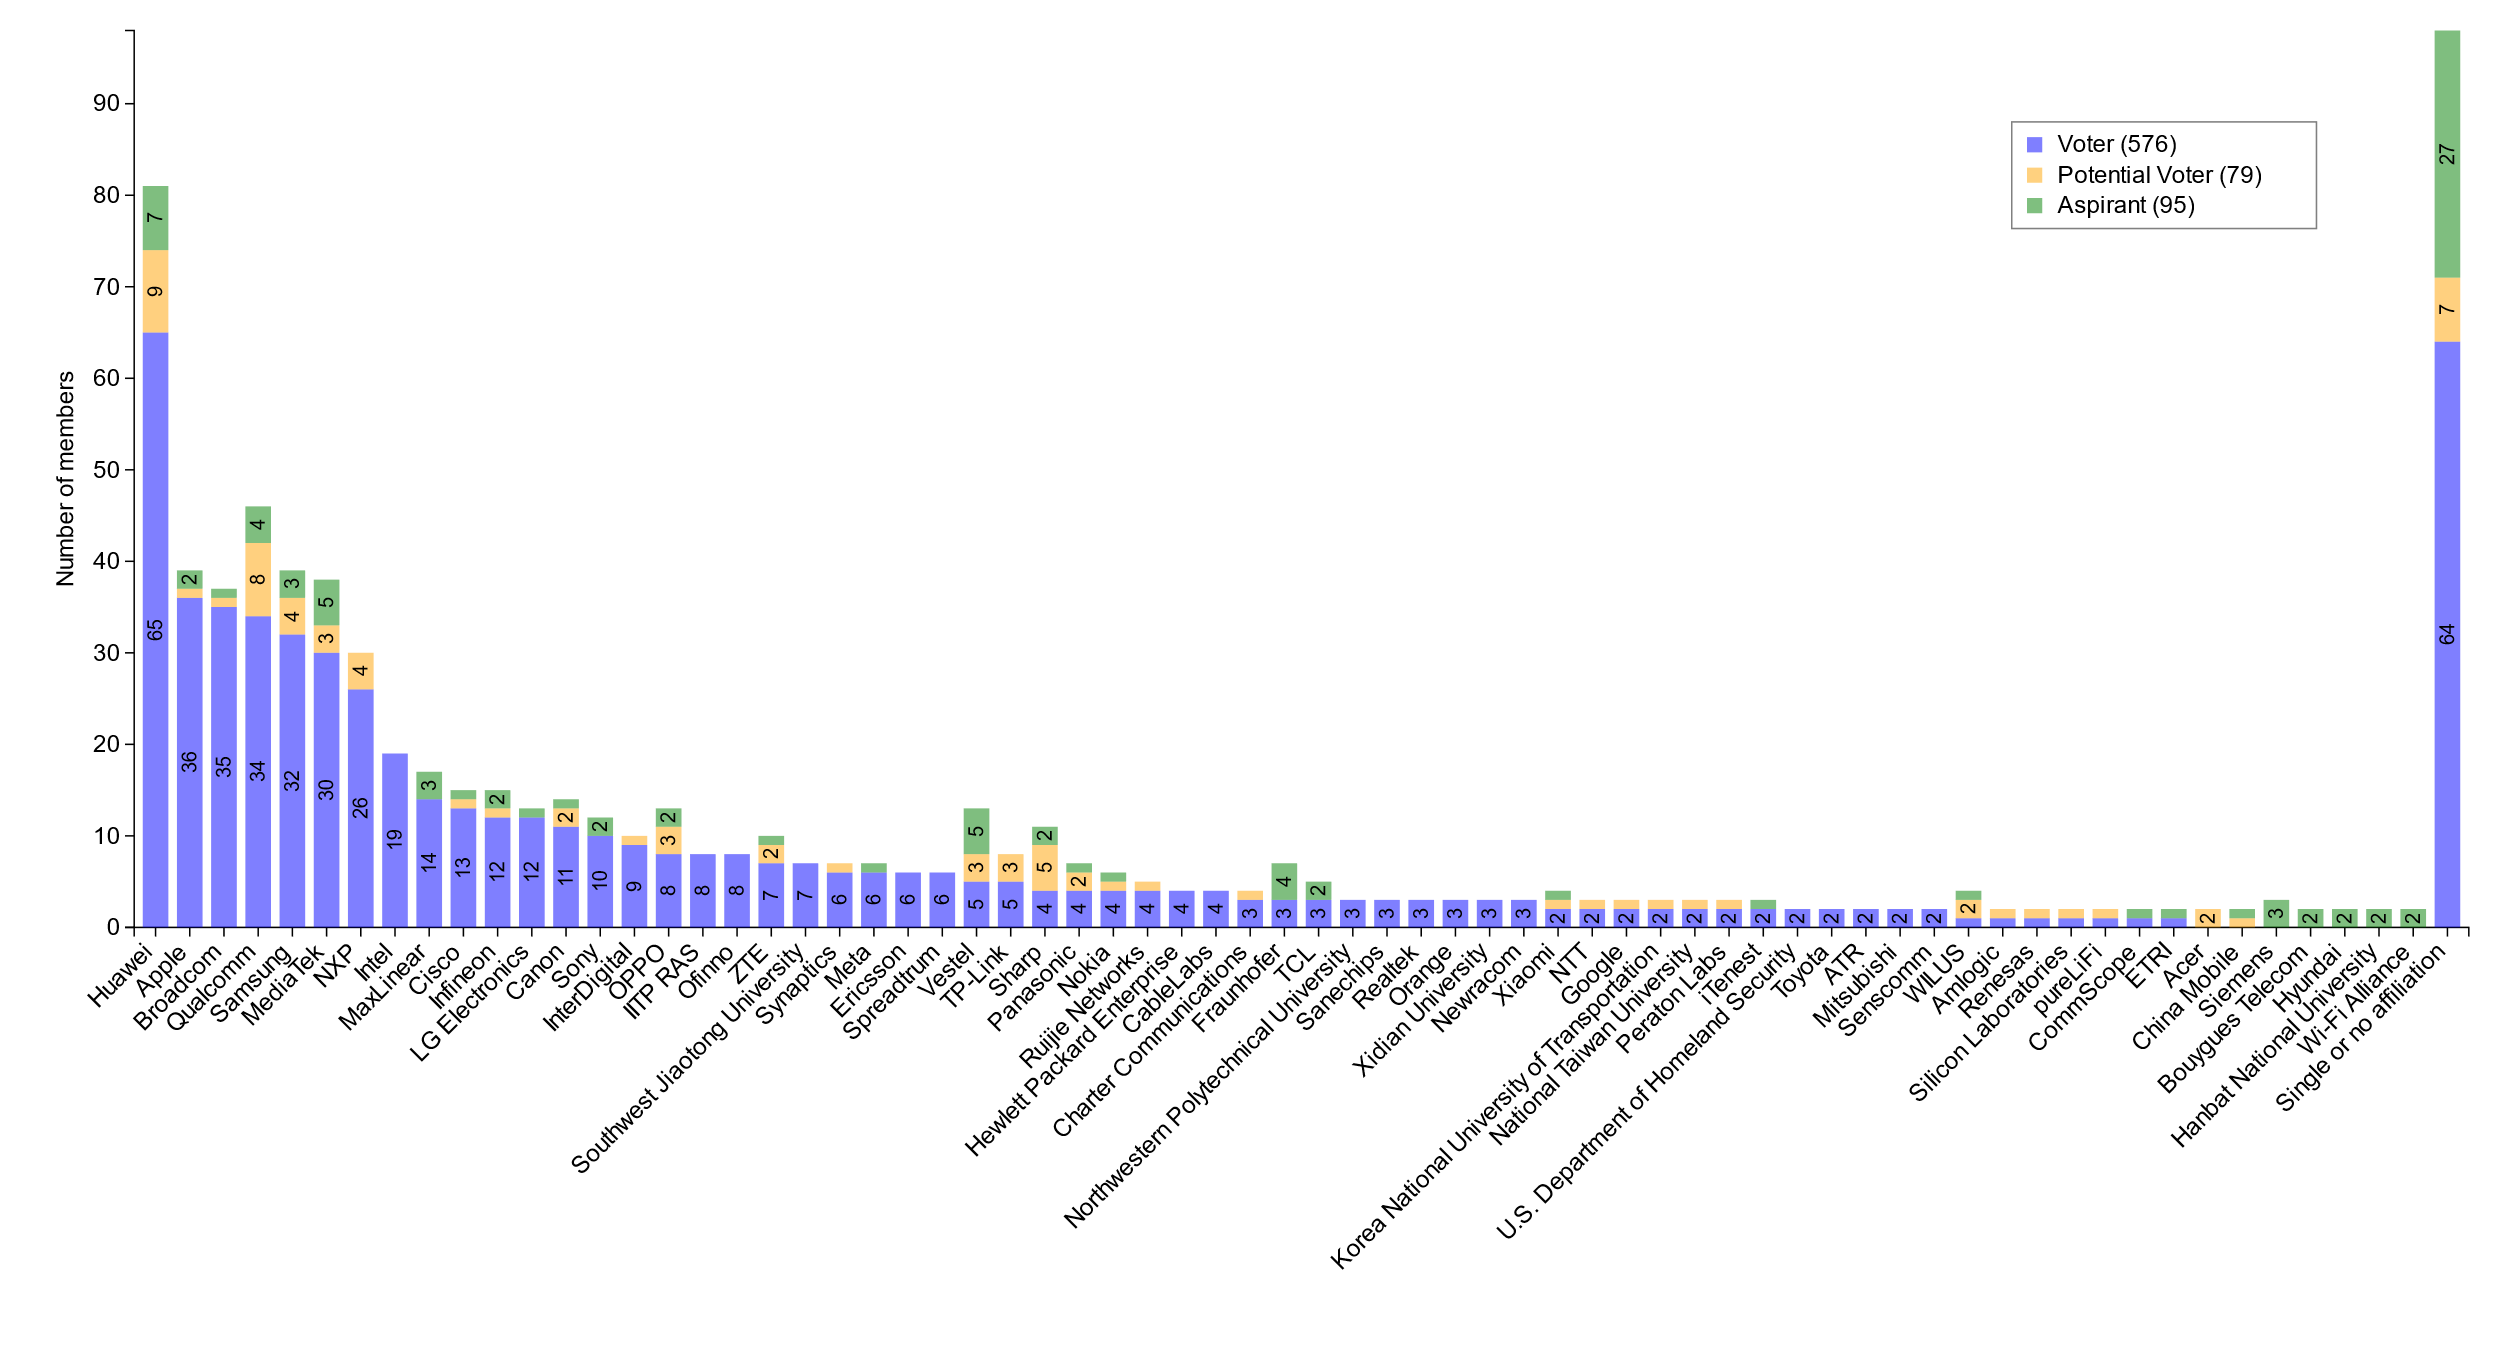 Number of members
90
80
70
60
50
40
30
20
10
0
Voter (576)
Potential Voter (79)
Aspirant (95)
7
9
65
2
36
35
4
8
34
3
4
32
5
3
30
4
26
19
3
14
13
2
12
12
2
11
2
10
9
2
3
8
8
8
2
7
7
6
6
6
6
5
3
5
3
5
2
5
4
2
4
4
4
4
4
3
4
3
2
3
3
3
3
3
3
3
2
2
2
2
2
2
2
2
2
2
2
2
2
2
3
2
2
2
2
27
7
64
Huawei
Apple
Broadcom
Qualcomm
Samsung
MediaTek
NXP
Intel
MaxLinear
Cisco
Infineon
LG Electronics
Canon
Sony
InterDigital
OPPO
IITP RAS
Ofinno
ZTE
Southwest Jiaotong University
Synaptics
Meta
Ericsson
Spreadtrum
Vestel
TP-Link
Sharp
Panasonic
Nokia
Ruijie Networks
Hewlett Packard Enterprise
CableLabs
Charter Communications
Fraunhofer
TCL
Northwestern Polytechnical University
Sanechips
Realtek
Orange
Xidian University
Newracom
Xiaomi
NTT
Google
Korea National University of Transportation
National Taiwan University
Peraton Labs
iTenest
U.S. Department of Homeland Security
Toyota
ATR
Mitsubishi
Senscomm
WILUS
Amlogic
Renesas
Silicon Laboratories
pureLiFi
CommScope
ETRI
Acer
China Mobile
Siemens
Bouygues Telecom
Hyundai
Hanbat National University
Wi-Fi Alliance
Single or no affiliation